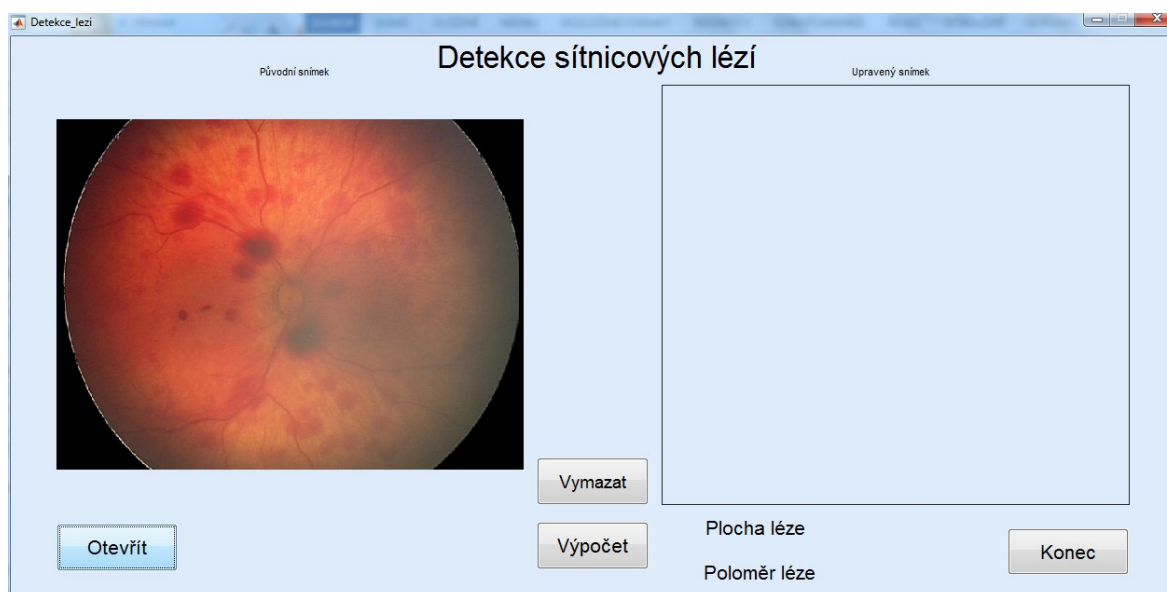 Detekce_lezi
Detekce sítnicových lézí
Původní snímek
Upravený snímek
Vymazat
Otevřít
Výpočet
Plocha léze
Poloměr léze
Konec